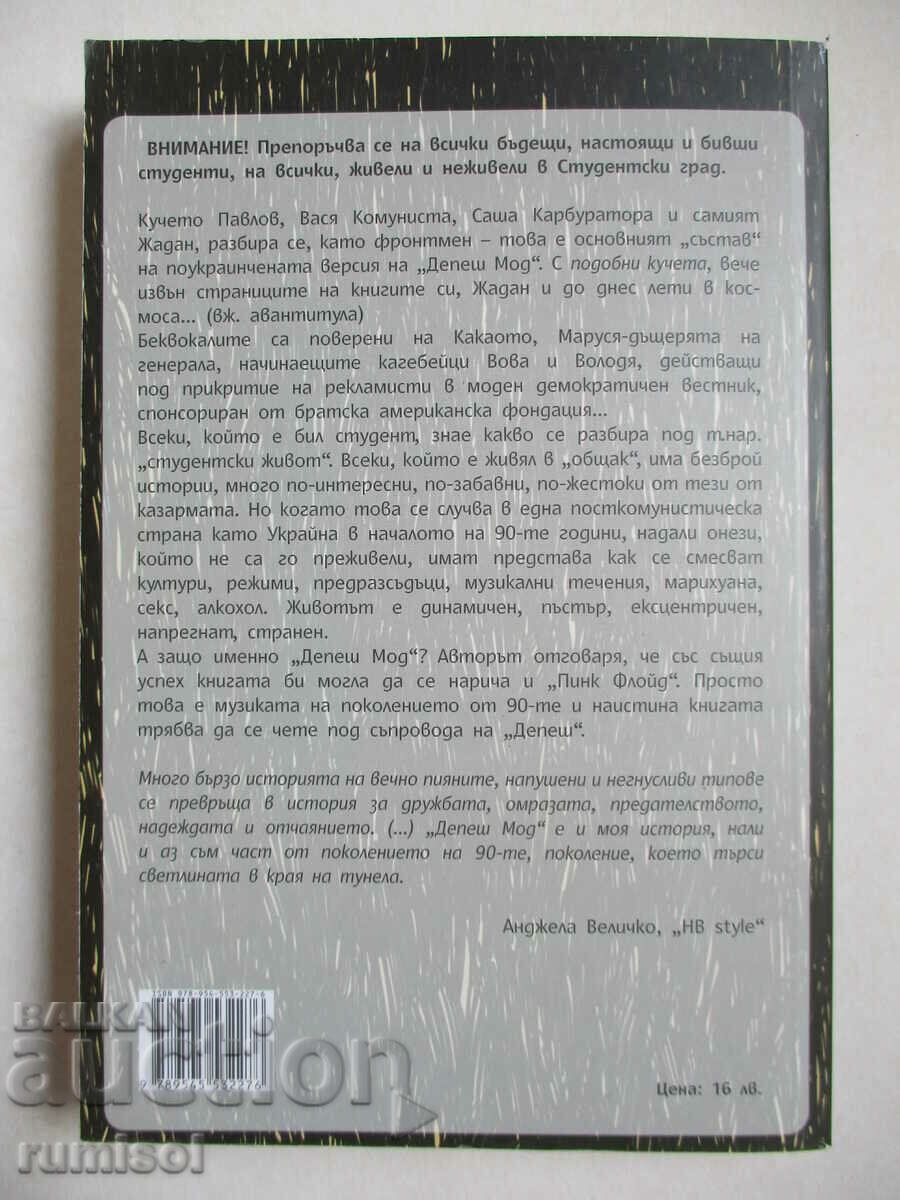 ВНИМАНИЕ! Препоръчва се на всички бъдещи, настоящи и бивши
студенти, на всички, живели и неживели в Студентски град.
Кучето Павлов, Вася Комуниста, Саша Карбуратора и самият
Жадан, разбира се, като фронтмен – това е основният „състав“
на поукраинчената версия на „Депеш Мод“. С подобни кучета, вече
извън страниците на книгите си, Жадан и до днес лети в кос-
моса... (вж. авантитула)
Беквокалите са поверени на Какаото, Маруся-дъщерята на
генерала, начинаещите кагебейци Вова и Володя, действащи
под прикритие на рекламисти в моден демократичен вестник,
спонсориран от братска американска фондация...
Всеки, който е бил студент, знае какво се разбира под т.нар.
„студентски живот“. Всеки, който е живял в „общак“, има безброй
истории, много по-интересни, по-забавни, по-жестоки от тези от
казармата. Но когато това се случва в една посткомунистическа
страна като Украйна в началото на 90-те години, надали онези,
който не са го преживели, имат представа как се смесват
култури, режими, предразсъдъци, музикални течения, марихуана,
секс, алкохол. Животът е динамичен, пъстър, ексцентричен,
напрегнат, странен.
А защо именно „Депеш Мод“? Авторът отговаря, че със същия
успех книгата би могла да се нарича и „Пинк Флойд“. Просто
това е музиката на поколението от 90-те и наистина книгата
трябва да се чете под съпровода на „Депеш“.
Много бързо историята на вечно пияните, напушени и негнусливи типове
се превръща в история за дружбата, омразата, предателството,
надеждата и отчаянието. (...) „Депеш Мод“ е и моя история, нали
и аз съм част от поколението на 90-те, поколение, което търси
светлината в края на тунела.
Анджела Величко, „HB style“
ISBN 978-954-553-227-6
9 789545 532276
Цена: 16 лв.
BALKAN
auction
rumisol